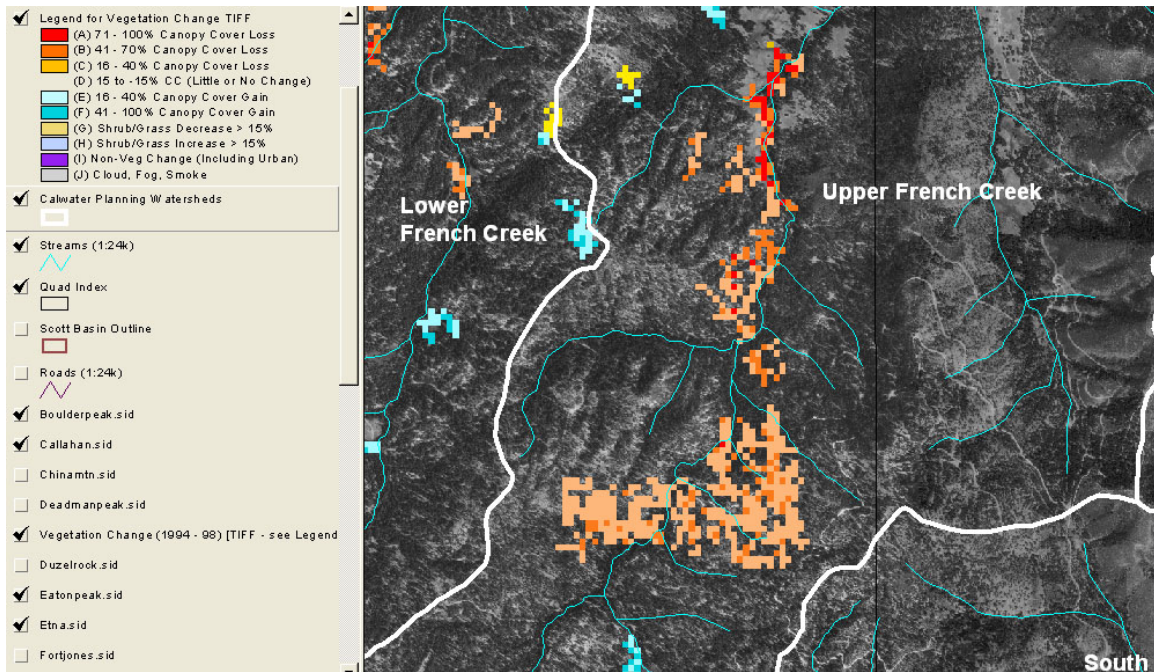 Legend for Vegetation Change TIFF
(A) 71 - 100% Canopy Cover Loss
(B) 41 - 70% Canopy Cover Loss
(C) 16 - 40% Canopy Cover Loss
(D) 15 to -15% CC (Little or No Change)
(E) 16 - 40% Canopy Cover Gain
(F) 41 - 100% Canopy Cover Gain
(G) Shrub/Grass Decrease > 15%
(H) Shrub/Grass Increase > 15%
(I) Non-Veg Change (Including Urban)
(J) Cloud, Fog, Smoke
Calwater Planning Watersheds
Streams (1:24k)
Quad Index
Scott Basin Outline
Roads (1:24k)
Boulderpeak.sid
Callahan.sid
Chinamtn.sid
Deadmanpeak.sid
Vegetation Change (1994 - 98) [TIFF - see Legend
Duzelrock.sid
Eatonpeak.sid
Etna.sid
Fortjones.sid
Lower
French Creek
Upper French Creek
South